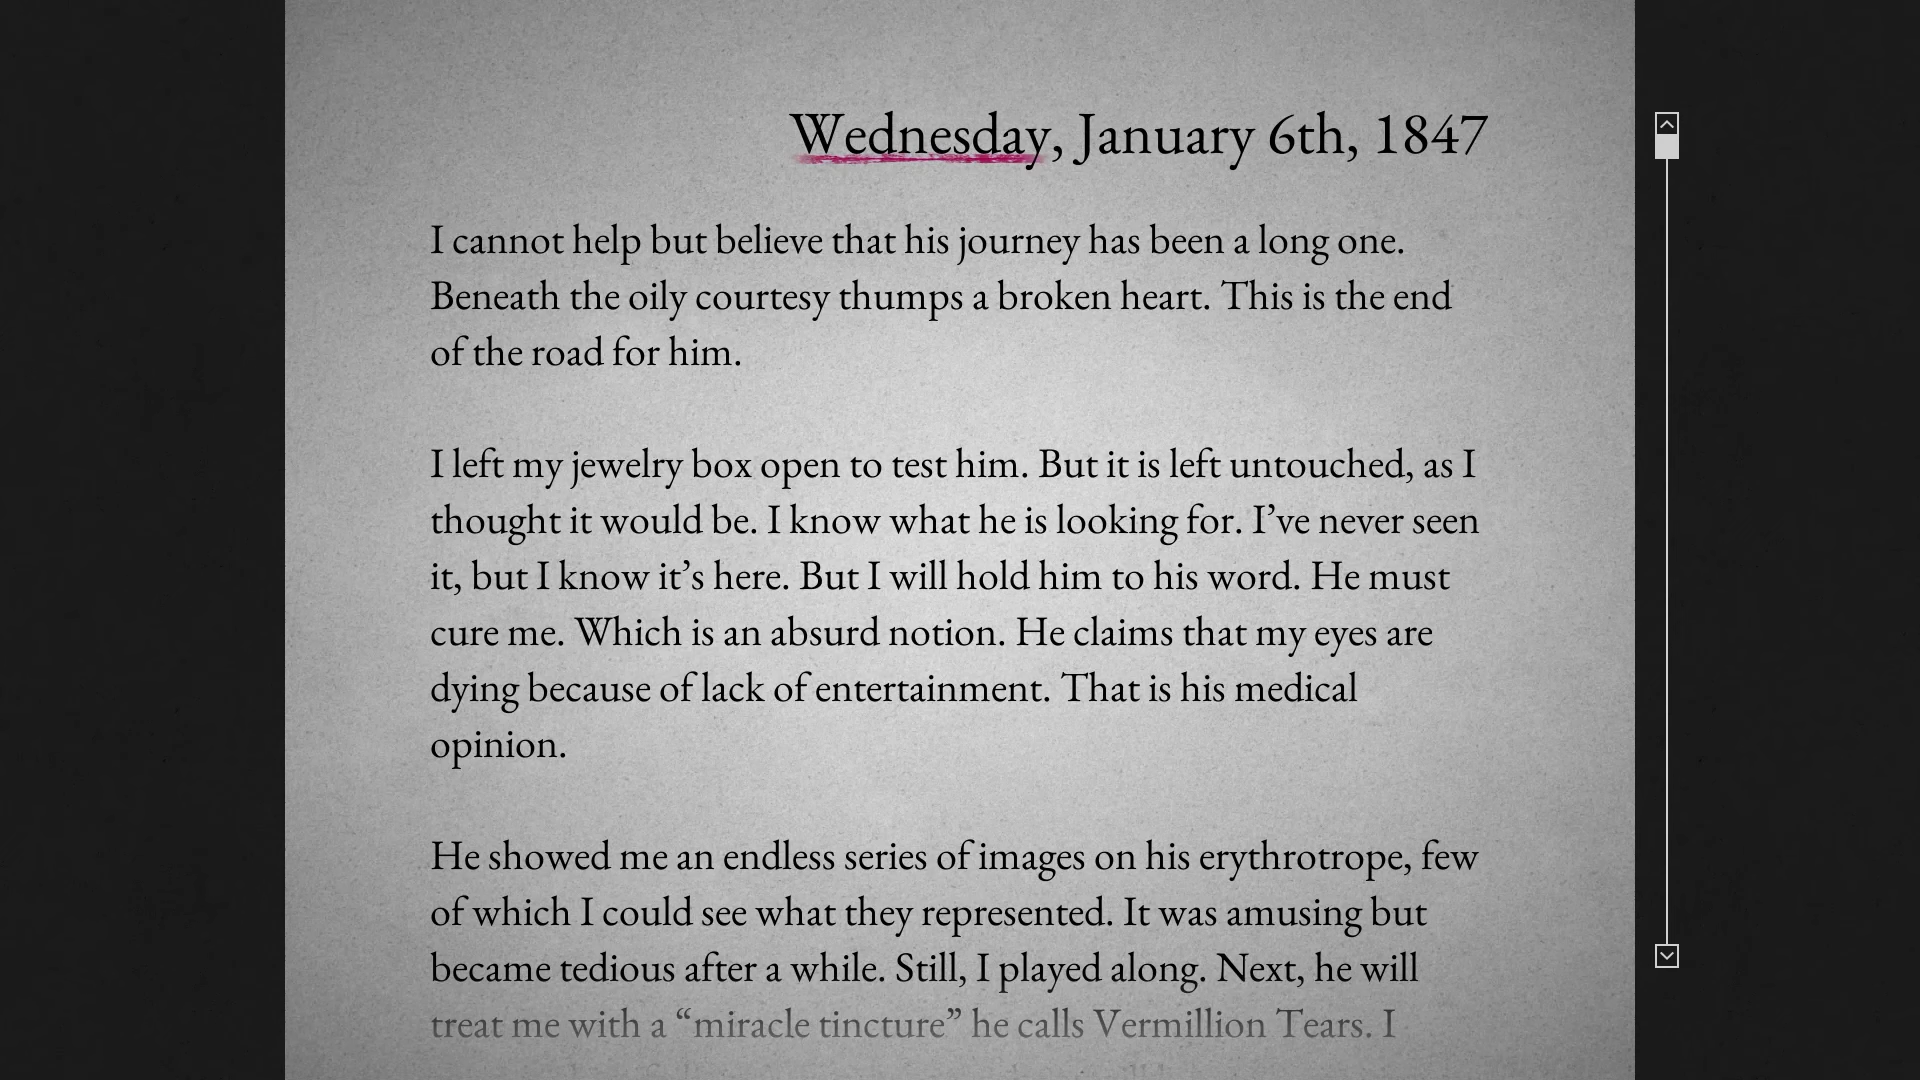 Wednesday, January 6th, 1847
I cannot help but believe that his journey has been a long one.
Beneath the oily courtesy thumps a broken heart. This is the end
of the road for him.
I left my jewelry box open to test him. But it is left untouched, as I
thought it would be. I know what he is looking for. I’ve never seen
it, but I know it’s here. But I will hold him to his word. He must
cure me. Which is an absurd notion. He claims that my eyes are
dying because of lack of entertainment. That is his medical
opinion.
He showed me an endless series of images on his erythrotrope, few
of which I could see what they represented. It was amusing but
became tedious after a while. Still, I played along. Next, he will
treat me with a “miracle tincture” he calls Vermillion Tears. I